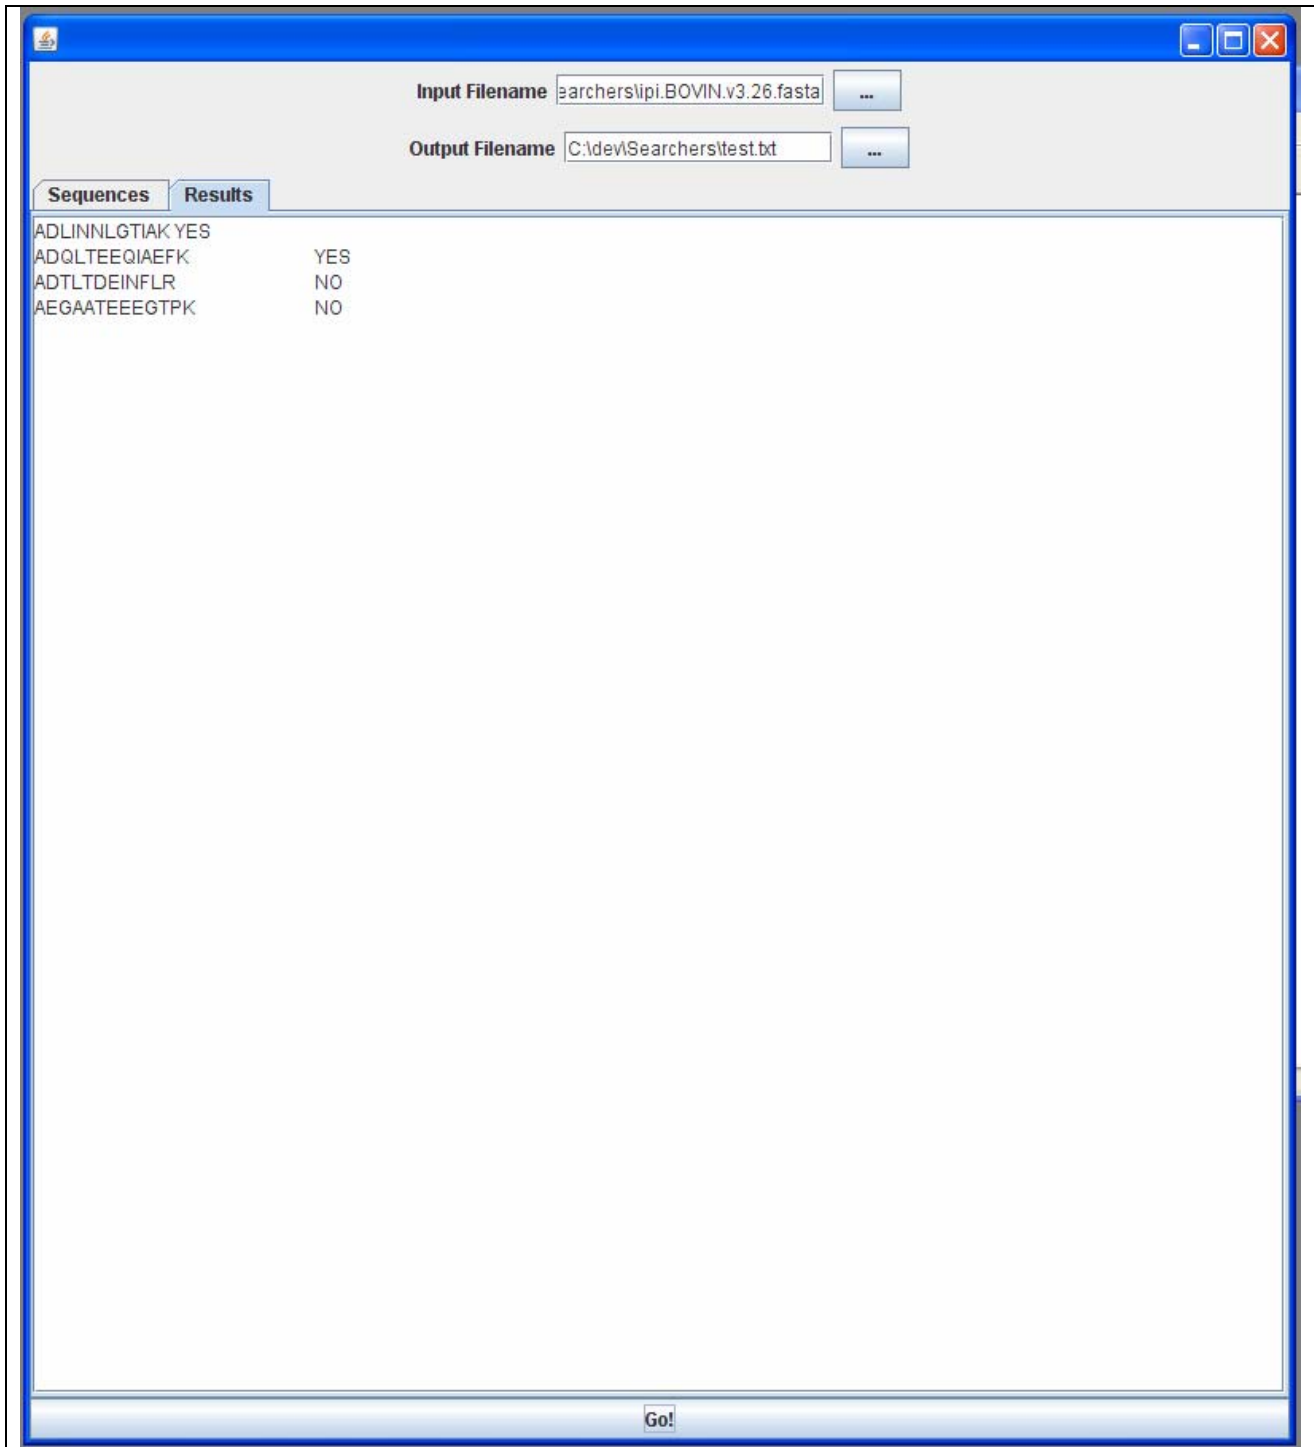 Input Filename earchers\ipi.BOVIN.v3.26.fasta ...
Output Filename C:\dev\Searchers\test.txt ...
Sequences Results
ADLINNLGTIAK YES
ADQLTEEQIAEFK YES
ADTLTDEINFLR NO
AEGAATEEEGTPK NO
Go!